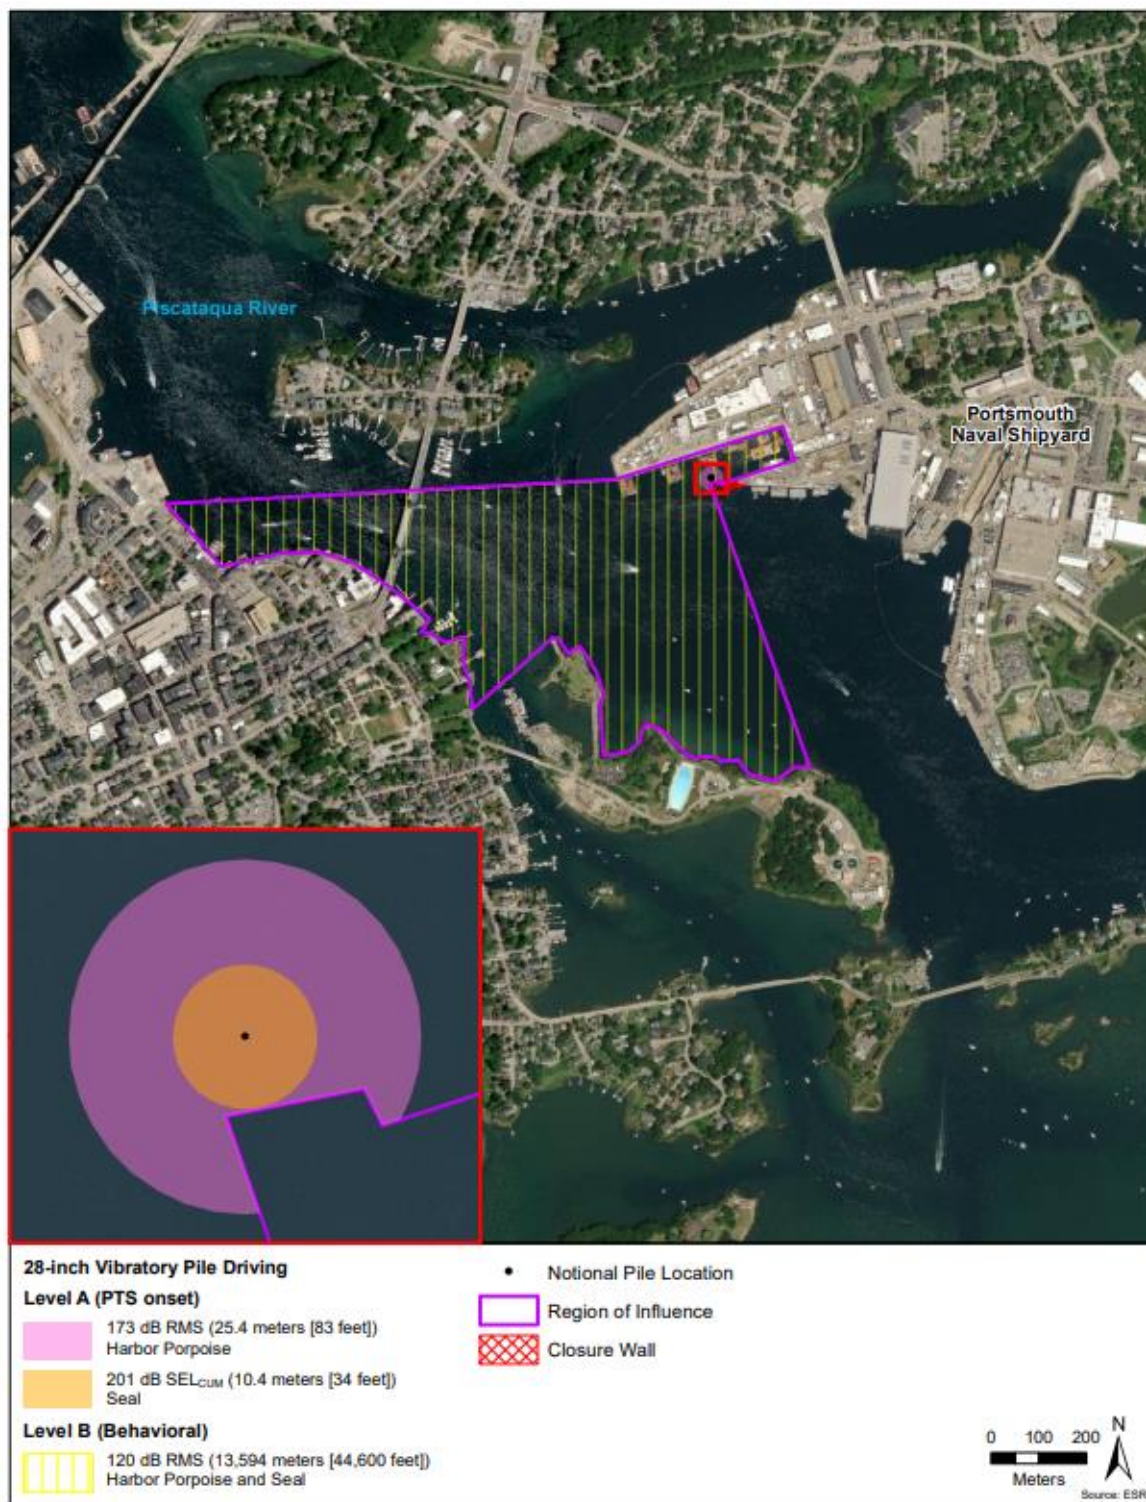 Piscataqua River
Portsmouth
Naval Shipyard
28-inch Vibratory Pile Driving
Level A (PTS onset)
173 dB RMS (25.4 meters [83 feet])
Harbor Porpoise
201 dB SELCUM (10.4 meters [34 feet])
Seal
Level B (Behavioral)
120 dB RMS (13,594 meters [44,600 feet])
Harbor Porpoise and Seal
Notional Pile Location
Region of Influence
Closure Wall
N
0 100 200
Meters
Source: ESR